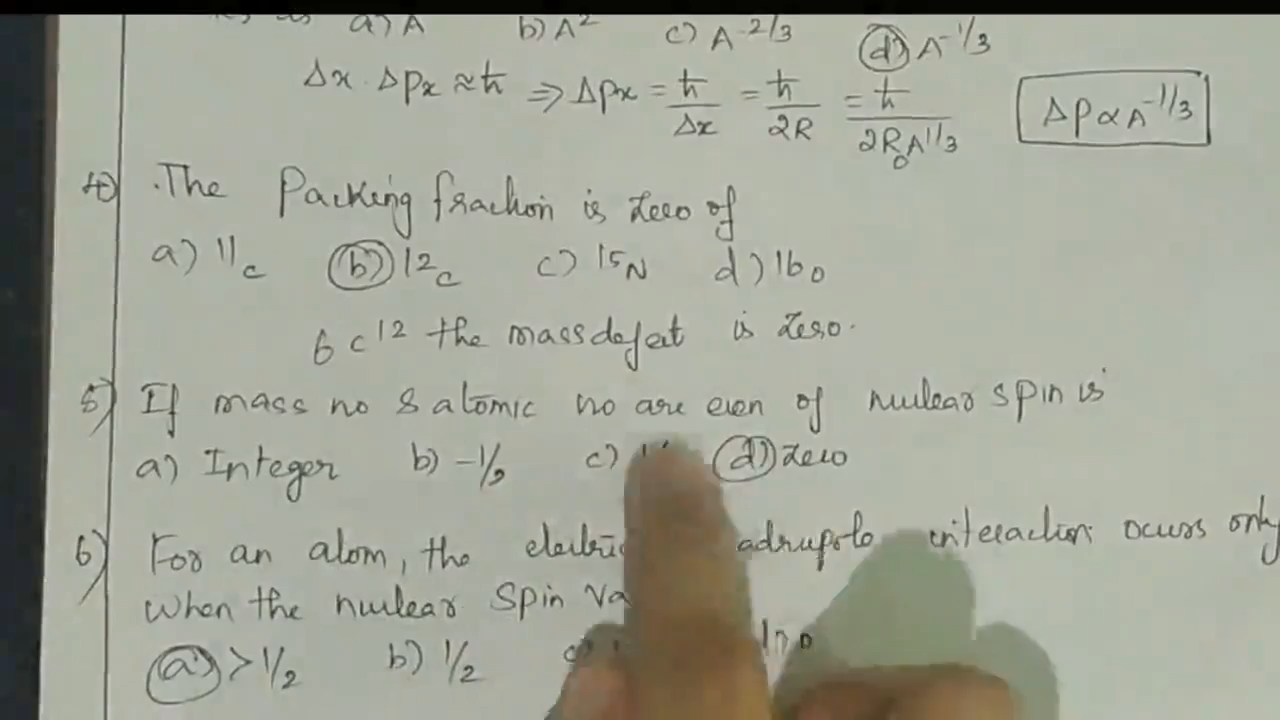 a) A b) A² c) A^-2/3 d) A^-1/3
Δx · Δpx ≈ ħ ⇒ Δpx = ħ/Δx = ħ/2R = ħ/2R₀A^1/3 Δp ∝ A^-1/3
4) The Packing fraction is zero of
a) 11c b) 12c c) 15N d) 16o
6 c¹² the mass defect is zero.
5) If mass no & atomic no are even of nuclear spin is
a) Integer b) -1/2 c) d) zero
6) For an atom, the interaction occurs only
when the nuclear spin
a) > 1/2 b) 1/2 c)